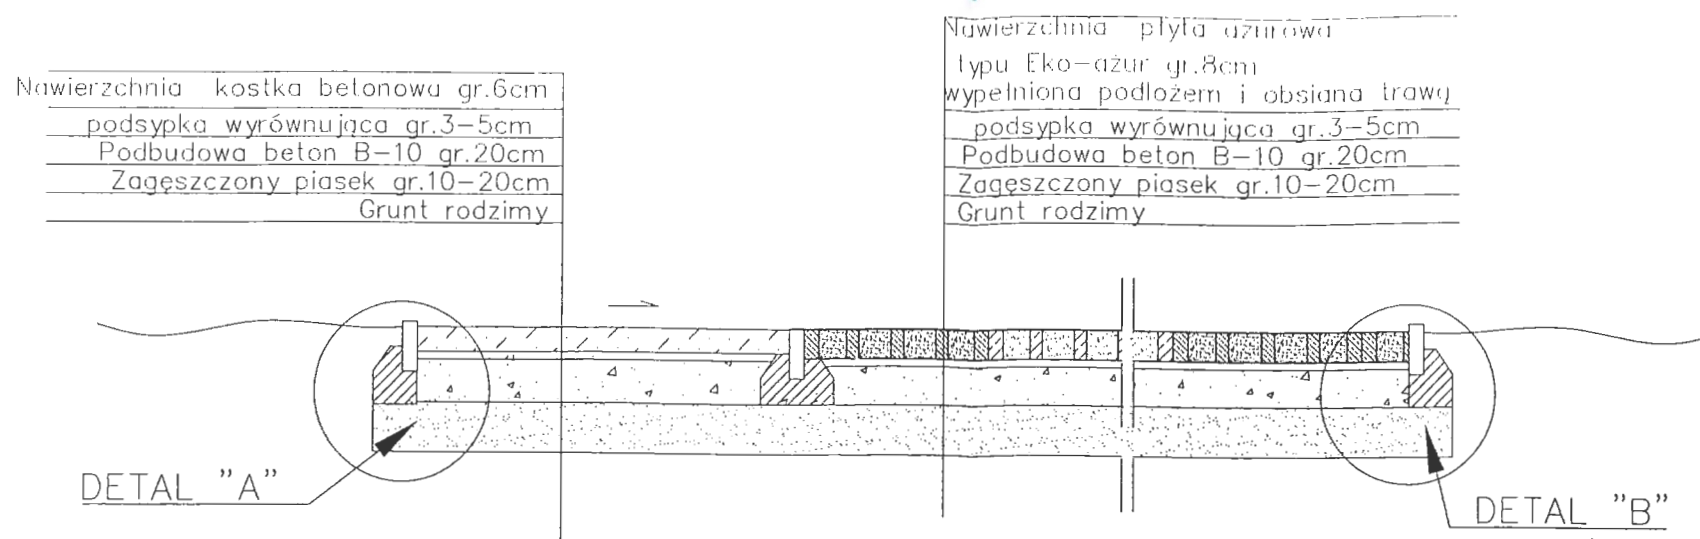 Nawierzchnia kostka betonowa gr.6cm
podsypka wyrównująca gr.3-5cm
Podbudowa beton B-10 gr.20cm
Zagęszczony piasek gr.10-20cm
Grunt rodzimy
Nawierzchnia płyta ażurowa
typu Eko-ażur gr.8cm
wypełniona podłożem i obsiana trawą
podsypka wyrównująca gr.3-5cm
Podbudowa beton B-10 gr.20cm
Zagęszczony piasek gr.10-20cm
Grunt rodzimy
DETAL "A"
DETAL "B"